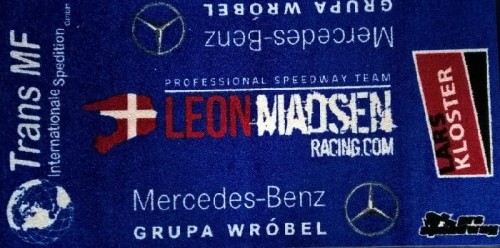 Trans MF
Internationale Spedition GmbH
Mercedes-Benz
GRUPA WRÓBEL
PROFESSIONAL SPEEDWAY TEAM
LEON MADSEN
RACING.COM
Mercedes-Benz
GRUPA WRÓBEL
LARS
KLOSTER